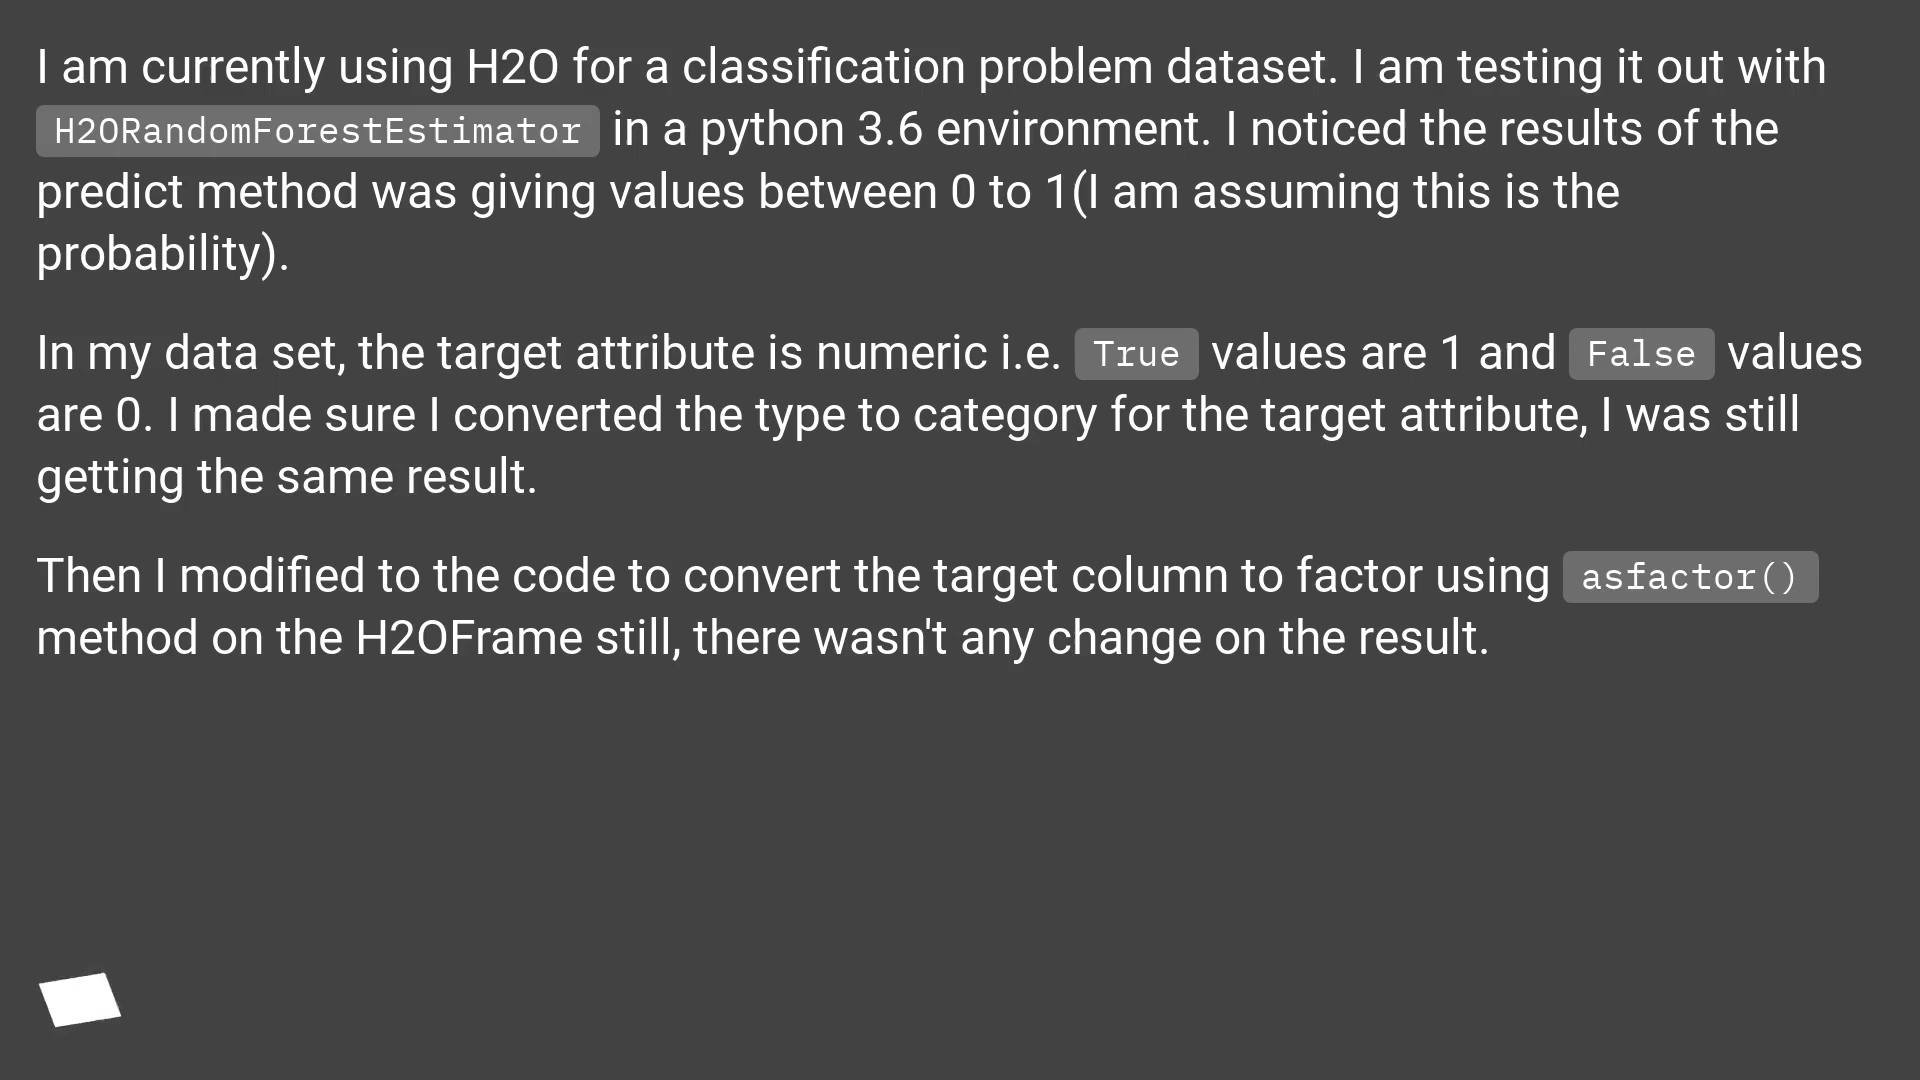 I am currently using H2O for a classification problem dataset. I am testing it out with
H2ORandomForestEstimator in a python 3.6 environment. I noticed the results of the
predict method was giving values between 0 to 1(I am assuming this is the
probability).
In my data set, the target attribute is numeric i.e. True values are 1 and False values
are 0. I made sure I converted the type to category for the target attribute, I was still
getting the same result.
Then I modified to the code to convert the target column to factor using asfactor()
method on the H2OFrame still, there wasn't any change on the result.